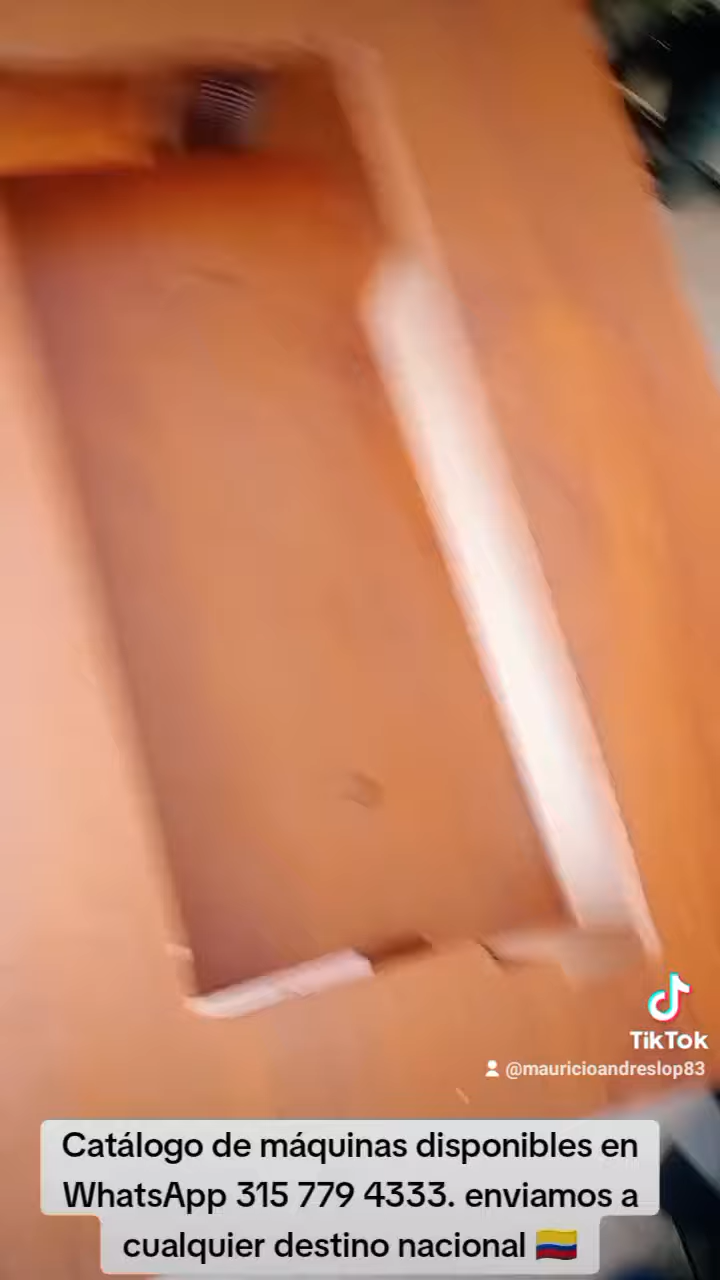 TikTok
@mauricioandreslop83
Catálogo de máquinas disponibles en
WhatsApp 315 779 4333. enviamos a
cualquier destino nacional 🇨🇴